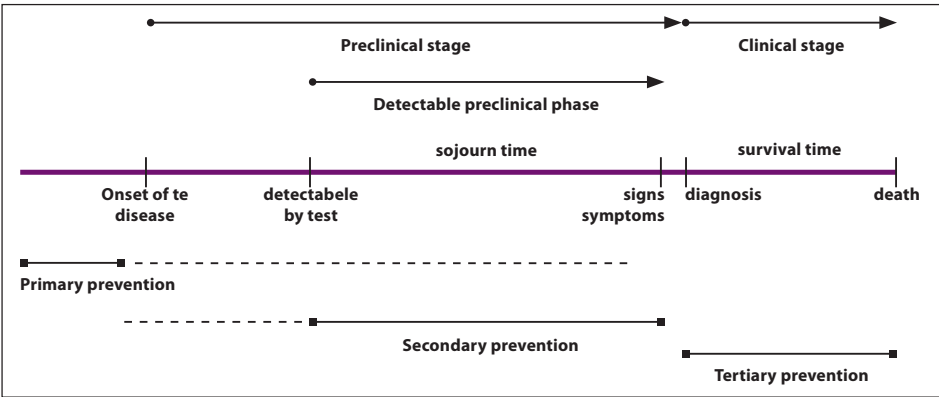 Preclinical stage
Clinical stage
Detectable preclinical phase
sojourn time
survival time
Onset of te
disease
detectabele
by test
signs
symptoms
diagnosis
death
Primary prevention
Secondary prevention
Tertiary prevention